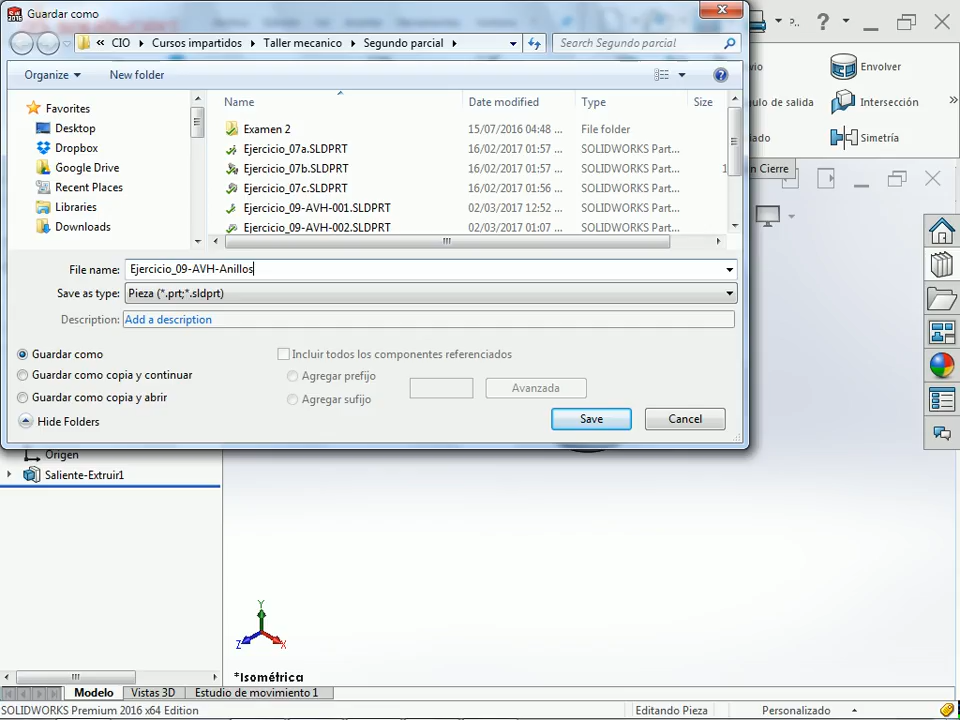 Guardar como
« CIO Cursos impartidos Taller mecanico Segundo parcial Search Segundo parcial
Organize New folder
Favorites
Desktop
Dropbox
Google Drive
Recent Places
Libraries
Downloads
Name Date modified Type Size
Examen 2 15/07/2016 04:48 ... File folder
Ejercicio_07a.SLDPRT 16/02/2017 01:57 ... SOLIDWORKS Part...
Ejercicio_07b.SLDPRT 16/02/2017 01:57 ... SOLIDWORKS Part... 1
Ejercicio_07c.SLDPRT 16/02/2017 01:56 ... SOLIDWORKS Part...
Ejercicio_09-AVH-001.SLDPRT 02/03/2017 12:52 ... SOLIDWORKS Part...
Ejercicio_09-AVH-002.SLDPRT 02/03/2017 01:07 ... SOLIDWORKS Part...
File name: Ejercicio_09-AVH-Anillos
Save as type: Pieza (*.prt;*.sldprt)
Description: Add a description
Guardar como
Guardar como copia y continuar
Guardar como copia y abrir
Incluir todos los componentes referenciados
Agregar prefijo
Agregar sufijo
Avanzada
Save Cancel
Hide Folders
P.. ?
vio Envolver
ulo de salida Intersección »
iado Simetría
n Cierre
Origen
Saliente-Extruir1
Y
Z X
*Isométrica
Modelo Vistas 3D Estudio de movimiento 1
SOLIDWORKS Premium 2016 x64 Edition Editando Pieza Personalizado